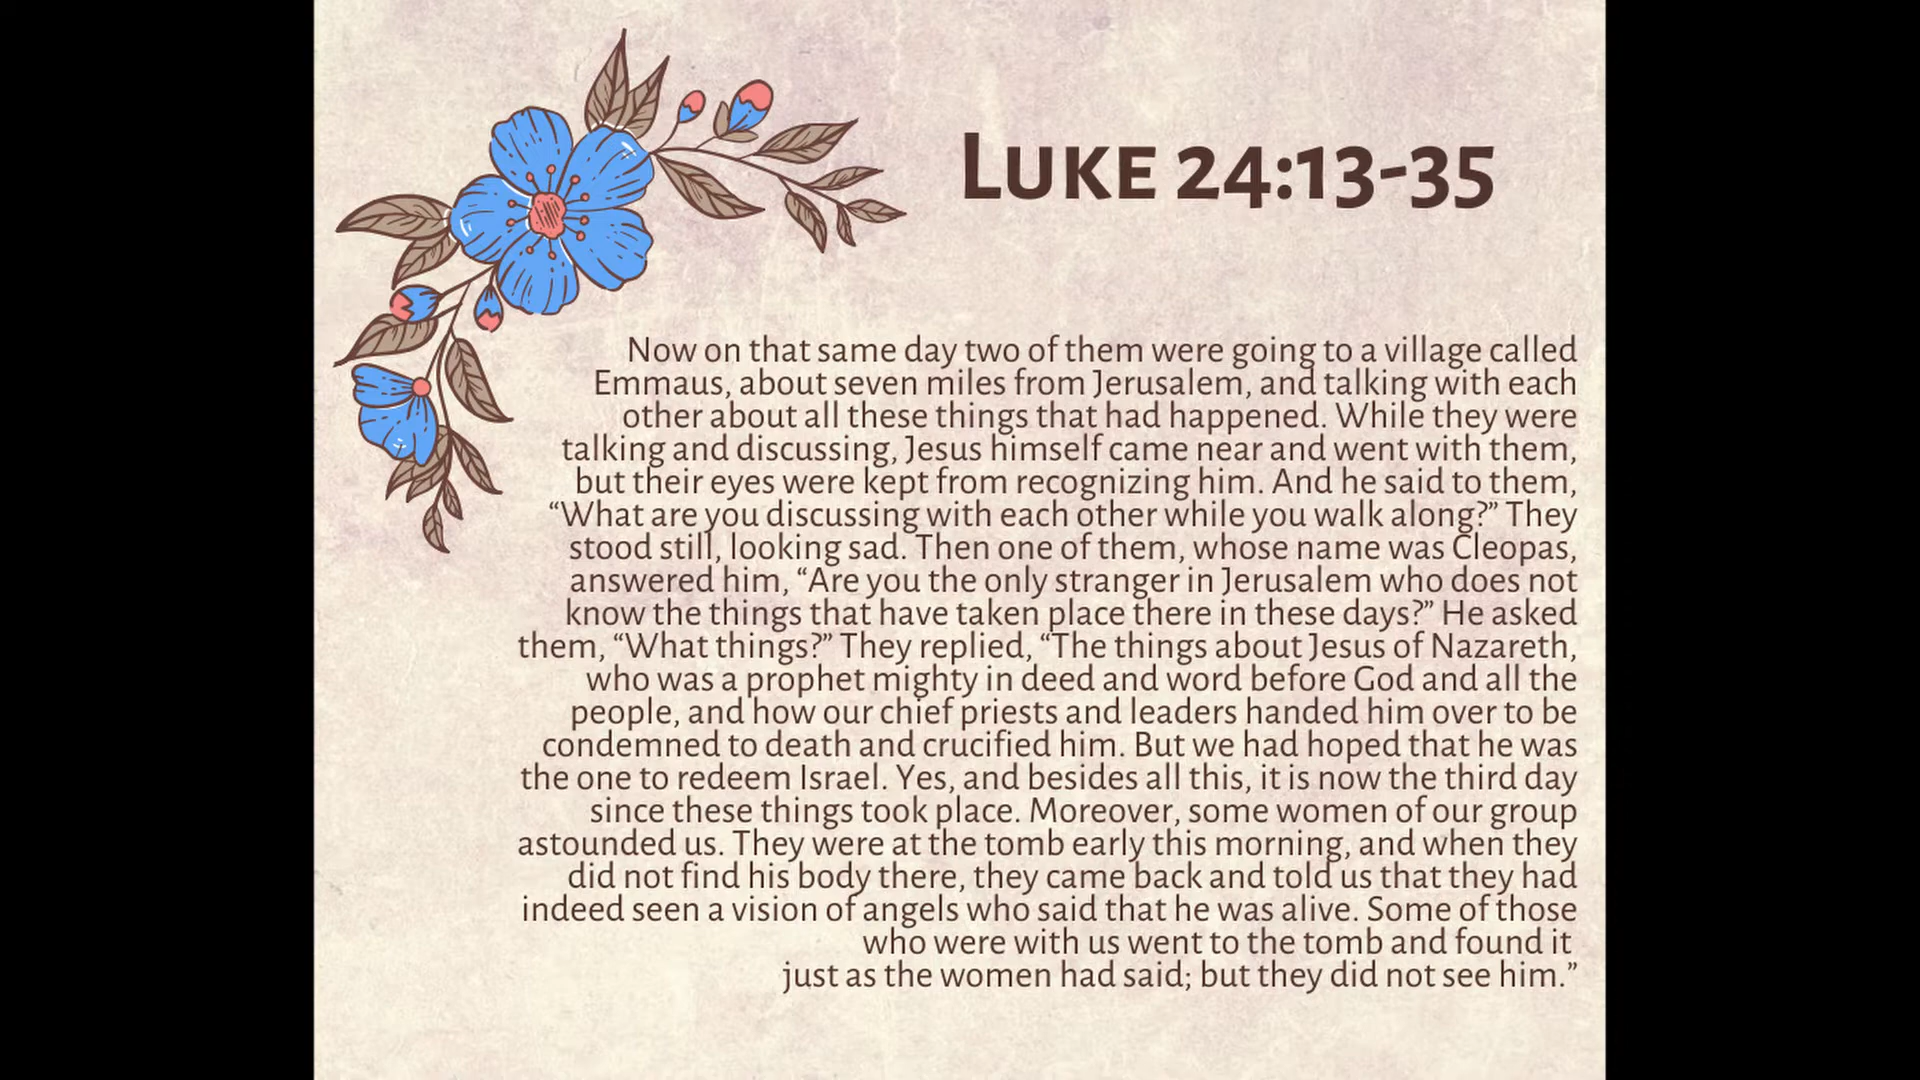 Luke 24:13-35
Now on that same day two of them were going to a village called
Emmaus, about seven miles from Jerusalem, and talking with each
other about all these things that had happened. While they were
talking and discussing, Jesus himself came near and went with them,
but their eyes were kept from recognizing him. And he said to them,
“What are you discussing with each other while you walk along?” They
stood still, looking sad. Then one of them, whose name was Cleopas,
answered him, “Are you the only stranger in Jerusalem who does not
know the things that have taken place there in these days?” He asked
them, “What things?” They replied, “The things about Jesus of Nazareth,
who was a prophet mighty in deed and word before God and all the
people, and how our chief priests and leaders handed him over to be
condemned to death and crucified him. But we had hoped that he was
the one to redeem Israel. Yes, and besides all this, it is now the third day
since these things took place. Moreover, some women of our group
astounded us. They were at the tomb early this morning, and when they
did not find his body there, they came back and told us that they had
indeed seen a vision of angels who said that he was alive. Some of those
who were with us went to the tomb and found it
just as the women had said; but they did not see him.”